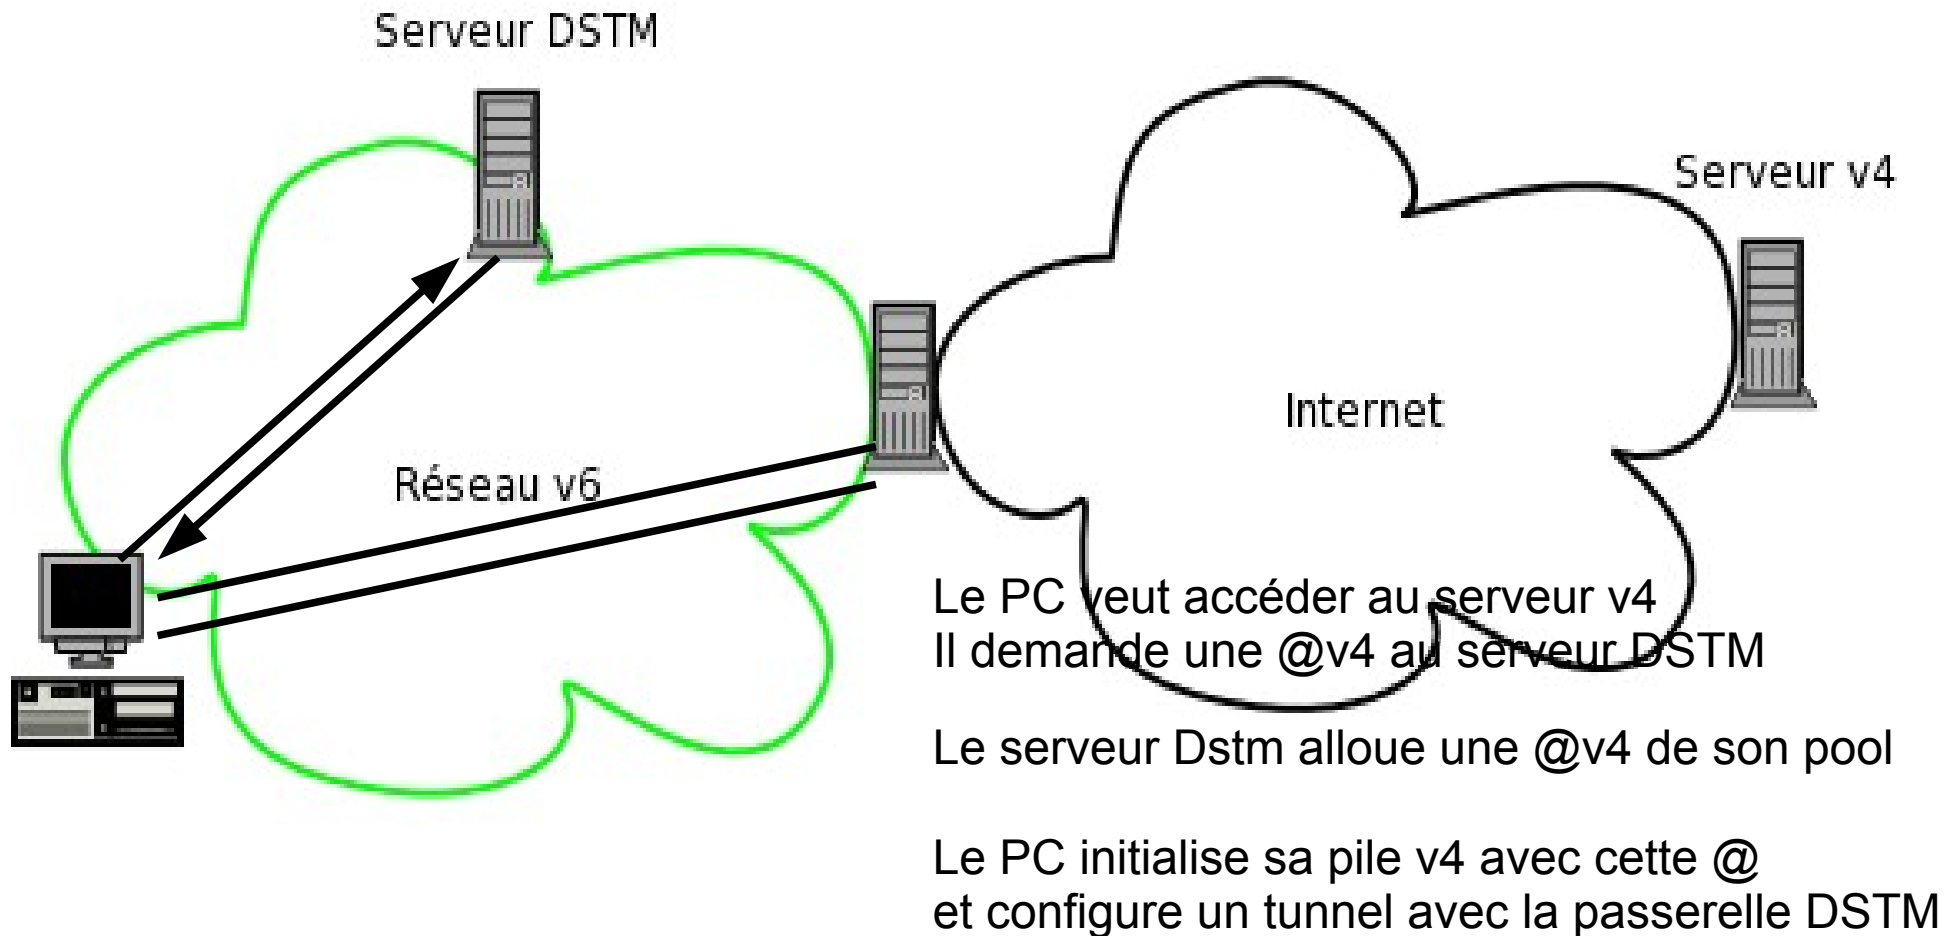 Serveur DSTM
Serveur v4
Internet
Réseau v6
Le PC veut accéder au serveur v4
Il demande une @v4 au serveur DSTM
Le serveur Dstm alloue une @v4 de son pool
Le PC initialise sa pile v4 avec cette @
et configure un tunnel avec la passerelle DSTM